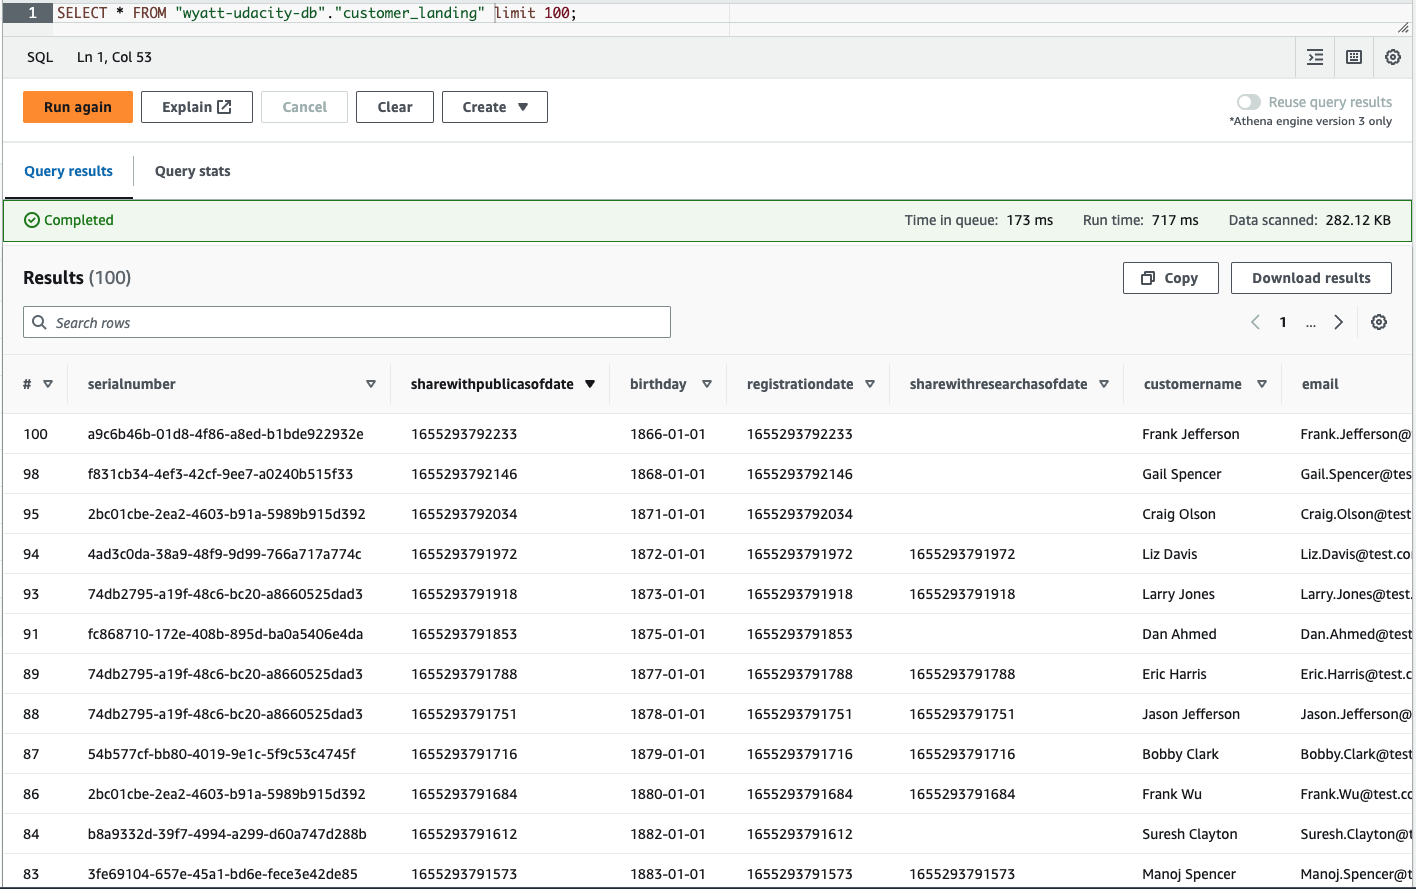 1 SELECT * FROM "wyatt-udacity-db"."customer_landing" limit 100;
SQL Ln 1, Col 53
Run again Explain Cancel Clear Create Reuse query results
*Athena engine version 3 only
Query results Query stats
Completed Time in queue: 173 ms Run time: 717 ms Data scanned: 282.12 KB
Results (100) Copy Download results
Search rows 1 ...
# serialnumber sharewithpublicasofdate birthday registrationdate sharewithresearchasofdate customername email
100 a9c6b46b-01d8-4f86-a8ed-b1bde922932e 1655293792233 1866-01-01 1655293792233 Frank Jefferson Frank.Jefferson@
98 f831cb34-4ef3-42cf-9ee7-a0240b515f33 1655293792146 1868-01-01 1655293792146 Gail Spencer Gail.Spencer@tes
95 2bc01cbe-2ea2-4603-b91a-5989b915d392 1655293792034 1871-01-01 1655293792034 Craig Olson Craig.Olson@test
94 4ad3c0da-38a9-48f9-9d99-766a717a774c 1655293791972 1872-01-01 1655293791972 1655293791972 Liz Davis Liz.Davis@test.co
93 74db2795-a19f-48c6-bc20-a8660525dad3 1655293791918 1873-01-01 1655293791918 1655293791918 Larry Jones Larry.Jones@test.
91 fc868710-172e-408b-895d-ba0a5406e4da 1655293791853 1875-01-01 1655293791853 Dan Ahmed Dan.Ahmed@test
89 74db2795-a19f-48c6-bc20-a8660525dad3 1655293791788 1877-01-01 1655293791788 1655293791788 Eric Harris Eric.Harris@test.c
88 74db2795-a19f-48c6-bc20-a8660525dad3 1655293791751 1878-01-01 1655293791751 1655293791751 Jason Jefferson Jason.Jefferson@
87 54b577cf-bb80-4019-9e1c-5f9c53c4745f 1655293791716 1879-01-01 1655293791716 1655293791716 Bobby Clark Bobby.Clark@test
86 2bc01cbe-2ea2-4603-b91a-5989b915d392 1655293791684 1880-01-01 1655293791684 1655293791684 Frank Wu Frank.Wu@test.co
84 b8a9332d-39f7-4994-a299-d60a747d288b 1655293791612 1882-01-01 1655293791612 Suresh Clayton Suresh.Clayton@t
83 3fe69104-657e-45a1-bd6e-fece3e42de85 1655293791573 1883-01-01 1655293791573 1655293791573 Manoj Spencer Manoj.Spencer@t